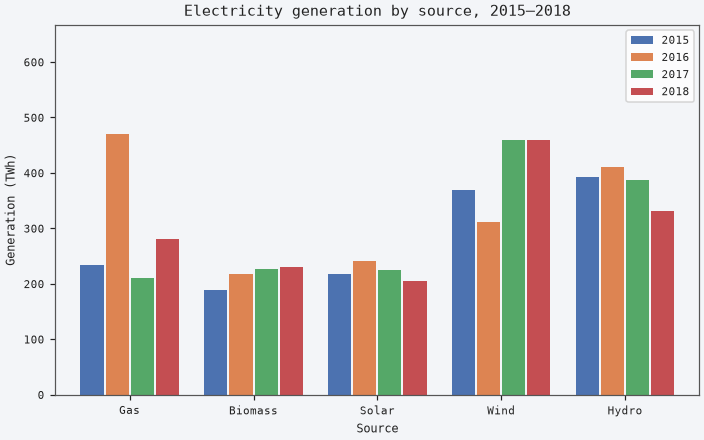 Electricity generation by source, 2015–2018
Generation (TWh)
600
500
400
300
200
100
0
2015
2016
2017
2018
Gas
Biomass
Solar
Wind
Hydro
Source